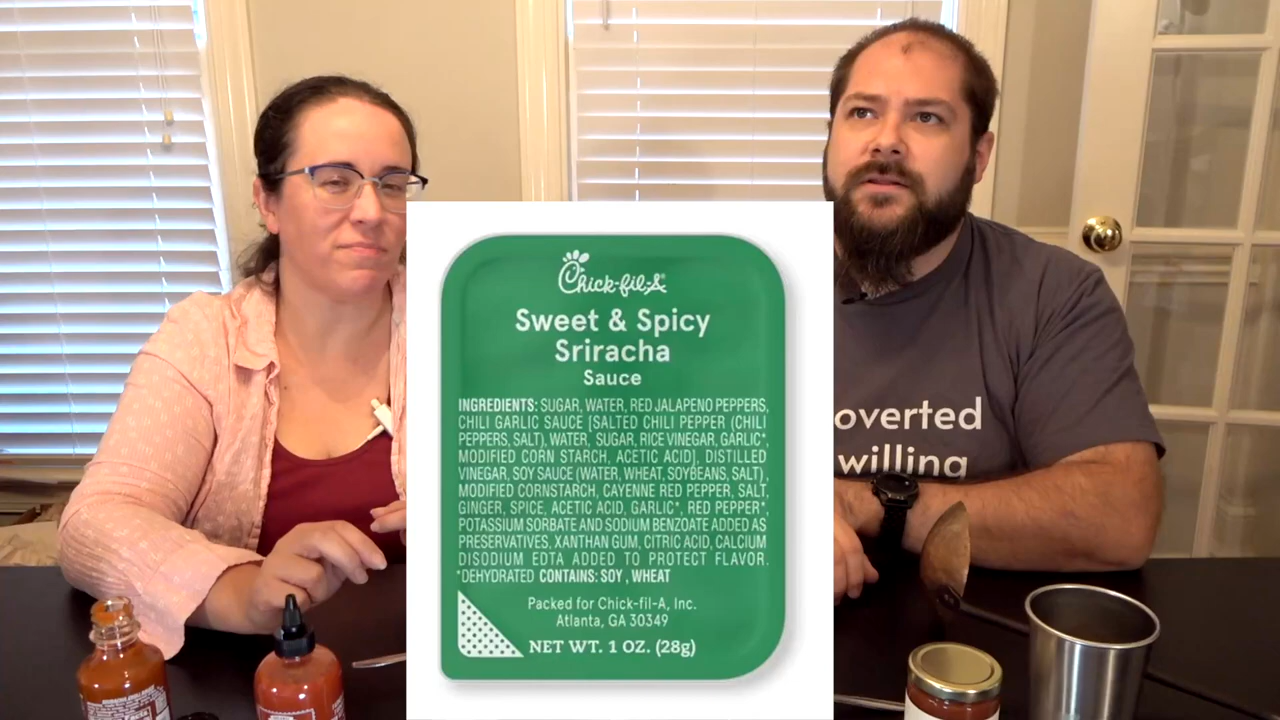 Chick-fil-A®
Sweet & Spicy
Sriracha
Sauce
INGREDIENTS: SUGAR, WATER, RED JALAPENO PEPPERS,
CHILI GARLIC SAUCE [SALTED CHILI PEPPER (CHILI
PEPPERS, SALT), WATER, SUGAR, RICE VINEGAR, GARLIC*,
MODIFIED CORN STARCH, ACETIC ACID], DISTILLED
VINEGAR, SOY SAUCE (WATER, WHEAT, SOYBEANS, SALT),
MODIFIED CORNSTARCH, CAYENNE RED PEPPER, SALT,
GINGER, SPICE, ACETIC ACID, GARLIC*, RED PEPPER*,
POTASSIUM SORBATE AND SODIUM BENZOATE ADDED AS
PRESERVATIVES, XANTHAN GUM, CITRIC ACID, CALCIUM
DISODIUM EDTA ADDED TO PROTECT FLAVOR.
*DEHYDRATED CONTAINS: SOY, WHEAT
Packed for Chick-fil-A, Inc.
Atlanta, GA 30349
NET WT. 1 OZ. (28g)
overted
willing